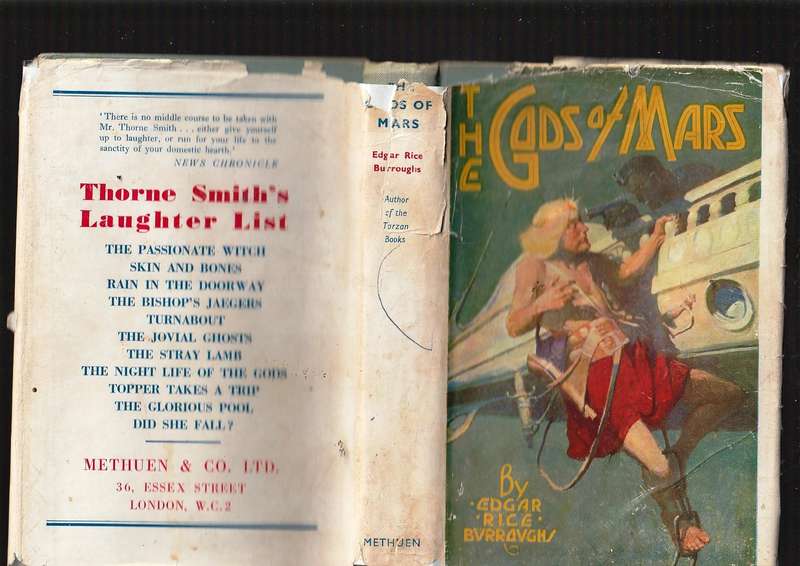 'There is no middle course to be taken with
Mr. Thorne Smith . . . either give yourself
up to laughter, or run for your life to the
sanctity of your domestic hearth.'
NEWS CHRONICLE
Thorne Smith's
Laughter List
THE PASSIONATE WITCH
SKIN AND BONES
RAIN IN THE DOORWAY
THE BISHOP'S JAEGERS
TURNABOUT
THE JOVIAL GHOSTS
THE STRAY LAMB
THE NIGHT LIFE OF THE GODS
TOPPER TAKES A TRIP
THE GLORIOUS POOL
DID SHE FALL?
METHUEN & CO. LTD.
36, ESSEX STREET
LONDON, W.C.2
OF
MARS
Edgar Rice
Burroughs
Author
of the
Tarzan
Books
METHUEN
THE GODS of MARS
By
EDGAR
RICE
BURROUGHS